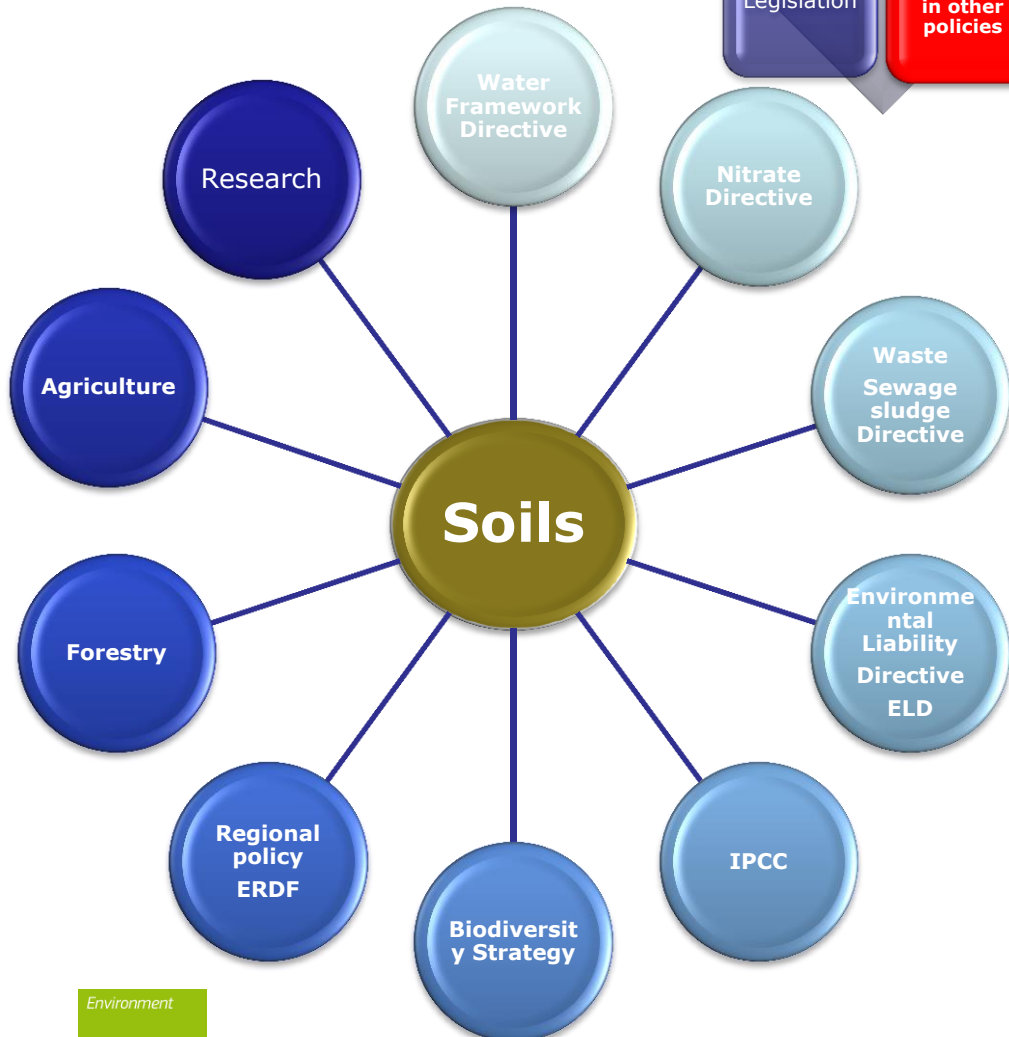 Legislation
in other
policies
Water
Framework
Directive
Research
Nitrate
Directive
Agriculture
Waste
Sewage
sludge
Directive
Soils
Forestry
Environme
ntal
Liability
Directive
ELD
Regional
policy
ERDF
IPCC
Biodiversit
y Strategy
Environment